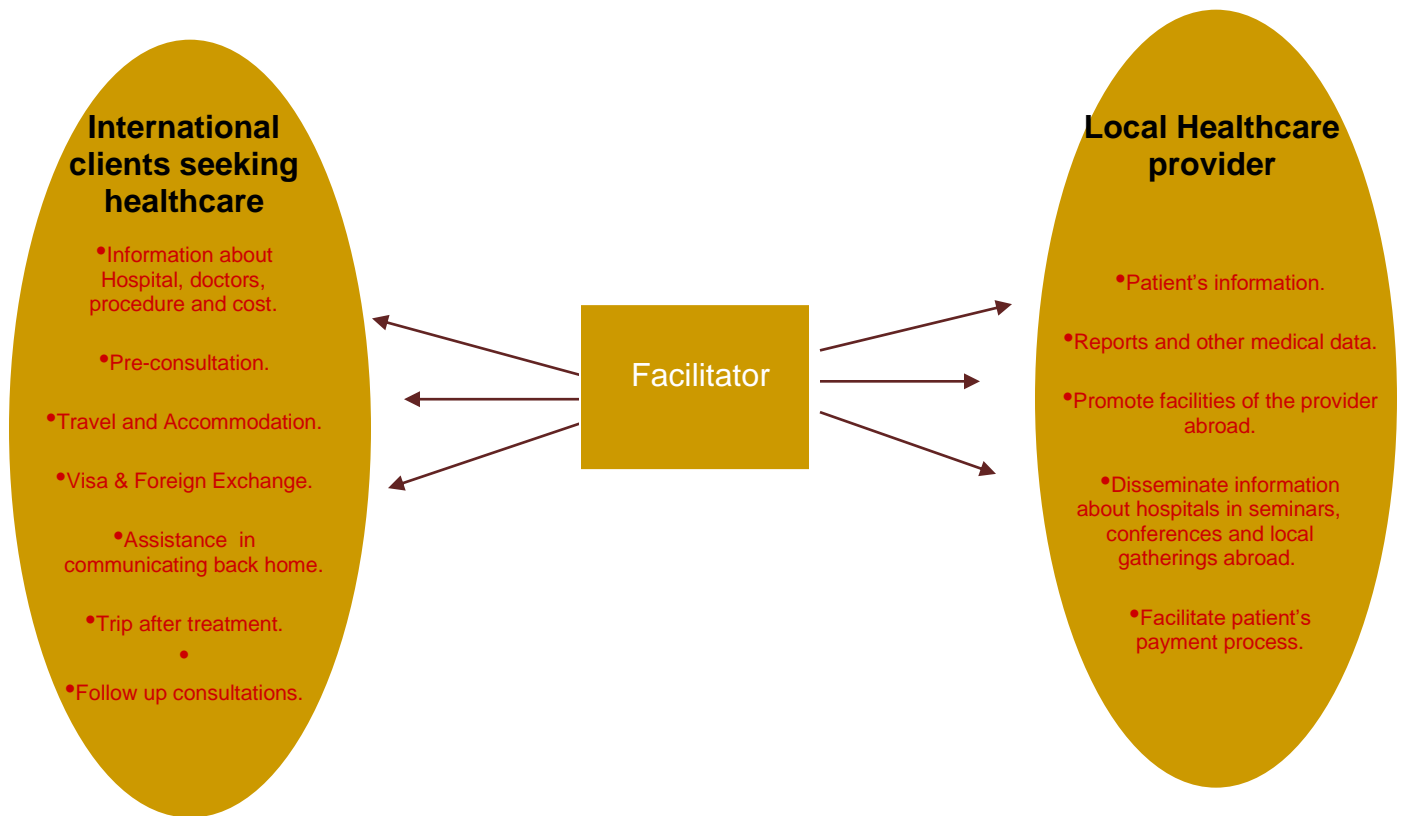 International
clients seeking
healthcare
•Information about
Hospital, doctors,
procedure and cost.
•Pre-consultation.
•Travel and Accommodation.
•Visa & Foreign Exchange.
•Assistance  in
communicating back home.
•Trip after treatment.
•
•Follow up consultations.
Facilitator
Local Healthcare
provider
•Patient’s information.
•Reports and other medical data.
•Promote facilities of the provider
abroad.
•Disseminate information
about hospitals in seminars,
conferences and local
gatherings abroad.
•Facilitate patient’s
payment process.